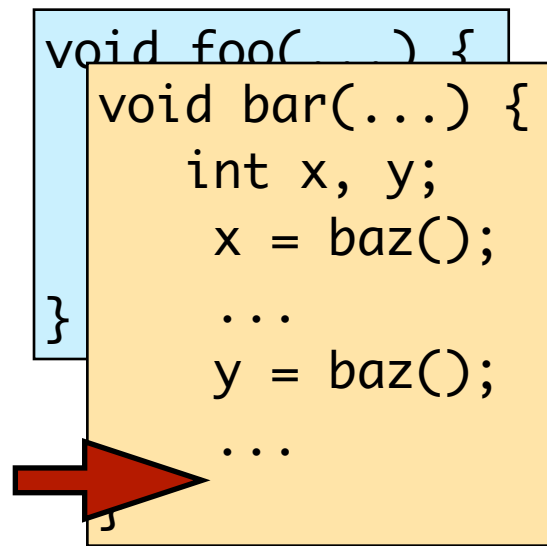 void foo(...) {
}
void bar(...) {
int x, y;
x = baz();
...
y = baz();
...
}